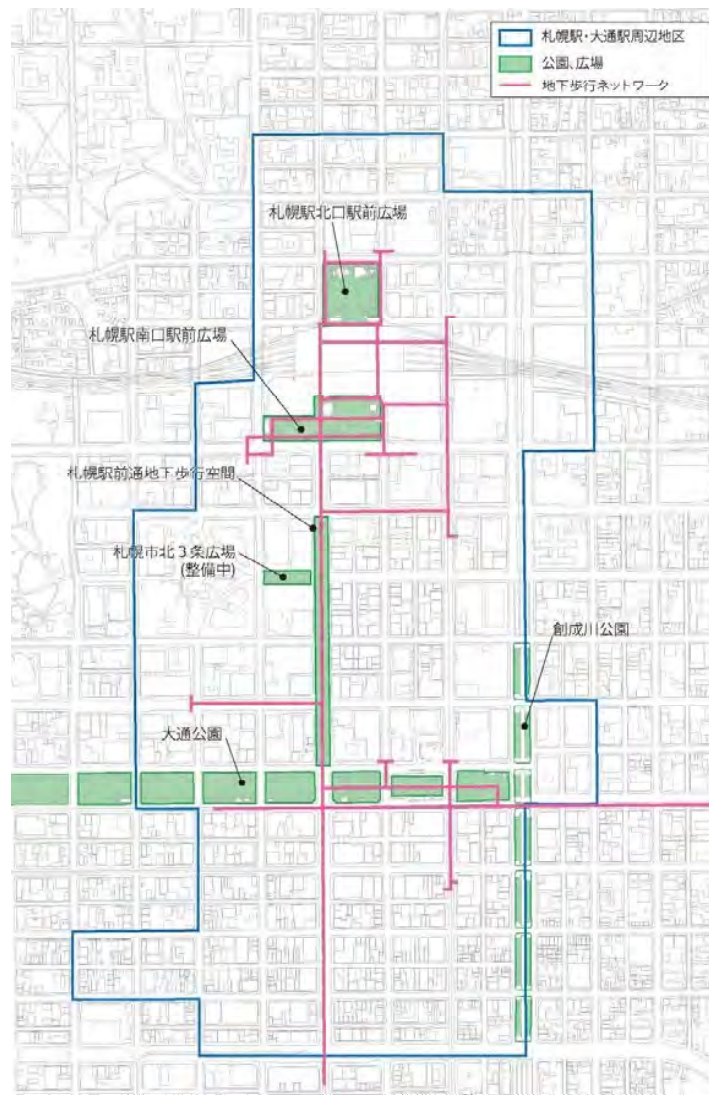 札幌駅・大通駅周辺地区
公園、広場
地下歩行ネットワーク
札幌駅北口駅前広場
札幌駅南口駅前広場
札幌駅前通地下歩行空間
札幌市北3条広場
(整備中)
創成川公園
大通公園